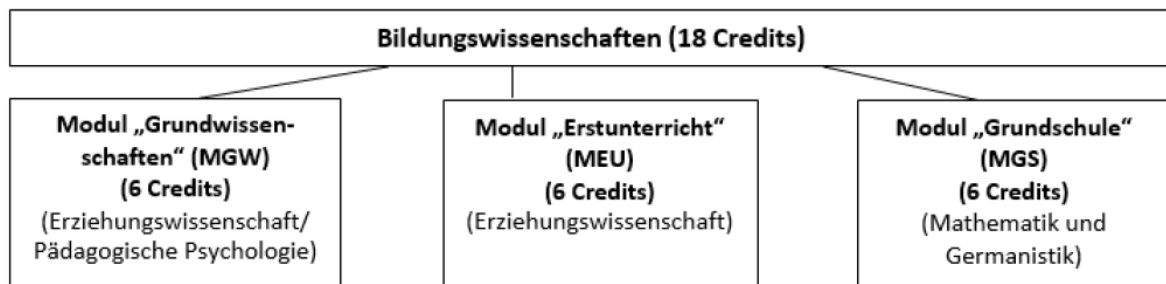 Bildungswissenschaften (18 Credits)
Modul „Grundwissen-
schaften“ (MGW)
(6 Credits)
(Erziehungswissenschaft/
Pädagogische Psychologie)
Modul „Erstunterricht“
(MEU)
(6 Credits)
(Erziehungswissenschaft)
Modul „Grundschule“
(MGS)
(6 Credits)
(Mathematik und
Germanistik)